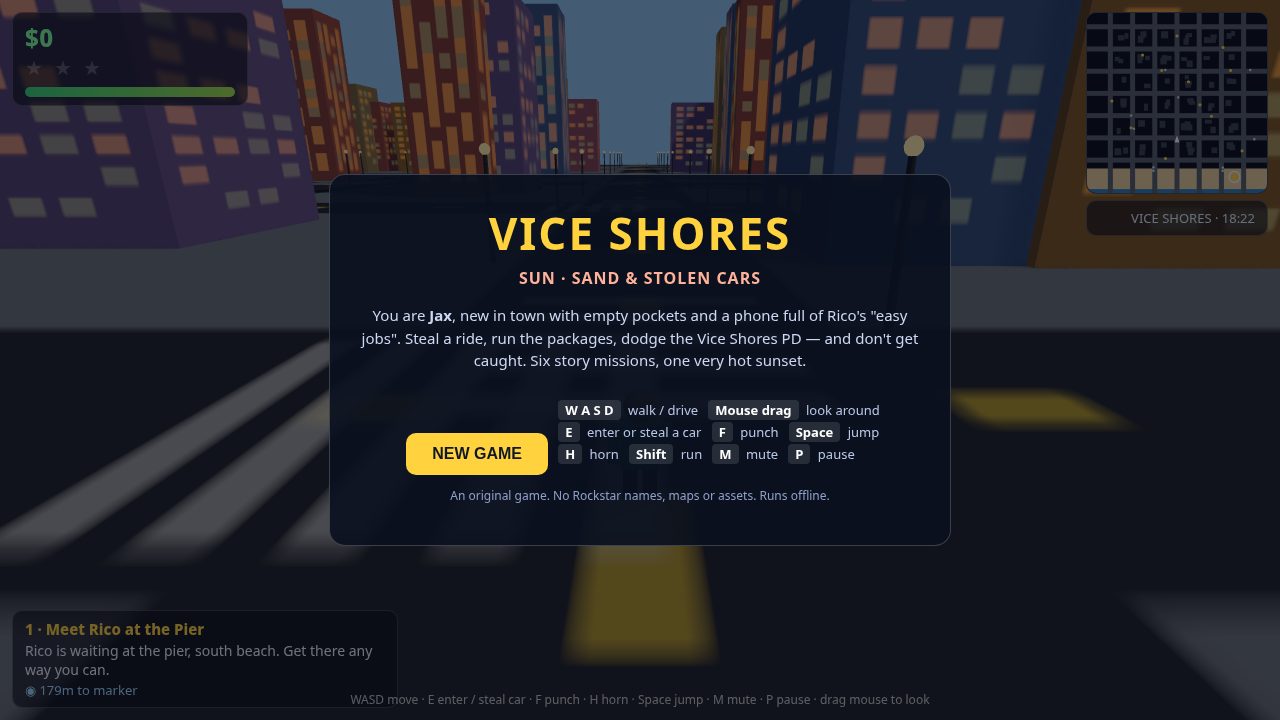 $0
★ ★ ★
VICE SHORES · 18:22
VICE SHORES
SUN · SAND & STOLEN CARS
You are Jax, new in town with empty pockets and a phone full of Rico's "easy
jobs". Steal a ride, run the packages, dodge the Vice Shores PD — and don't get
caught. Six story missions, one very hot sunset.
NEW GAME
W A S D walk / drive Mouse drag look around
E enter or steal a car F punch Space jump
H horn Shift run M mute P pause
An original game. No Rockstar names, maps or assets. Runs offline.
1 · Meet Rico at the Pier
Rico is waiting at the pier, south beach. Get there any
way you can.
◉ 179m to marker
WASD move · E enter / steal car · F punch · H horn · Space jump · M mute · P pause · drag mouse to look